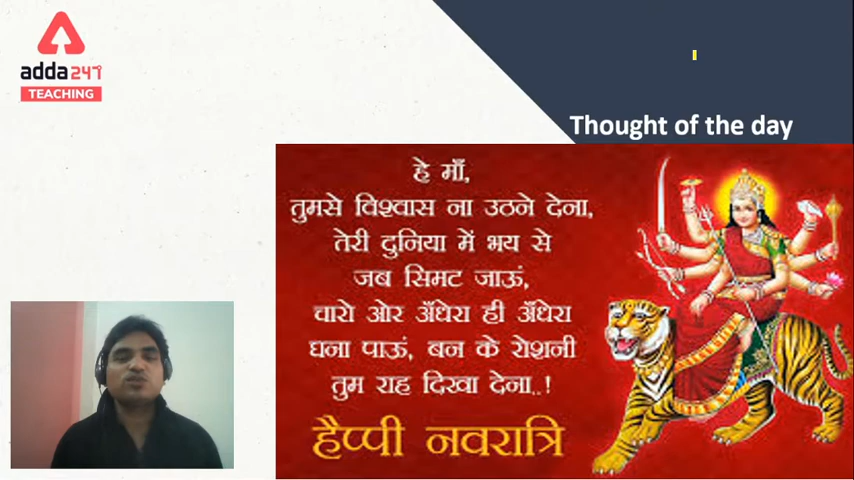 adda247
TEACHING
Thought of the day
हे माँ,
तुमसे विश्वास ना उठने देना,
तेरी दुनिया में भय से
जब सिमट जाऊं,
चारो ओर अँधेरा ही अँधेरा
घना पाऊं, बन के रोशनी
तुम राह दिखा देना..!
हैप्पी नवरात्रि